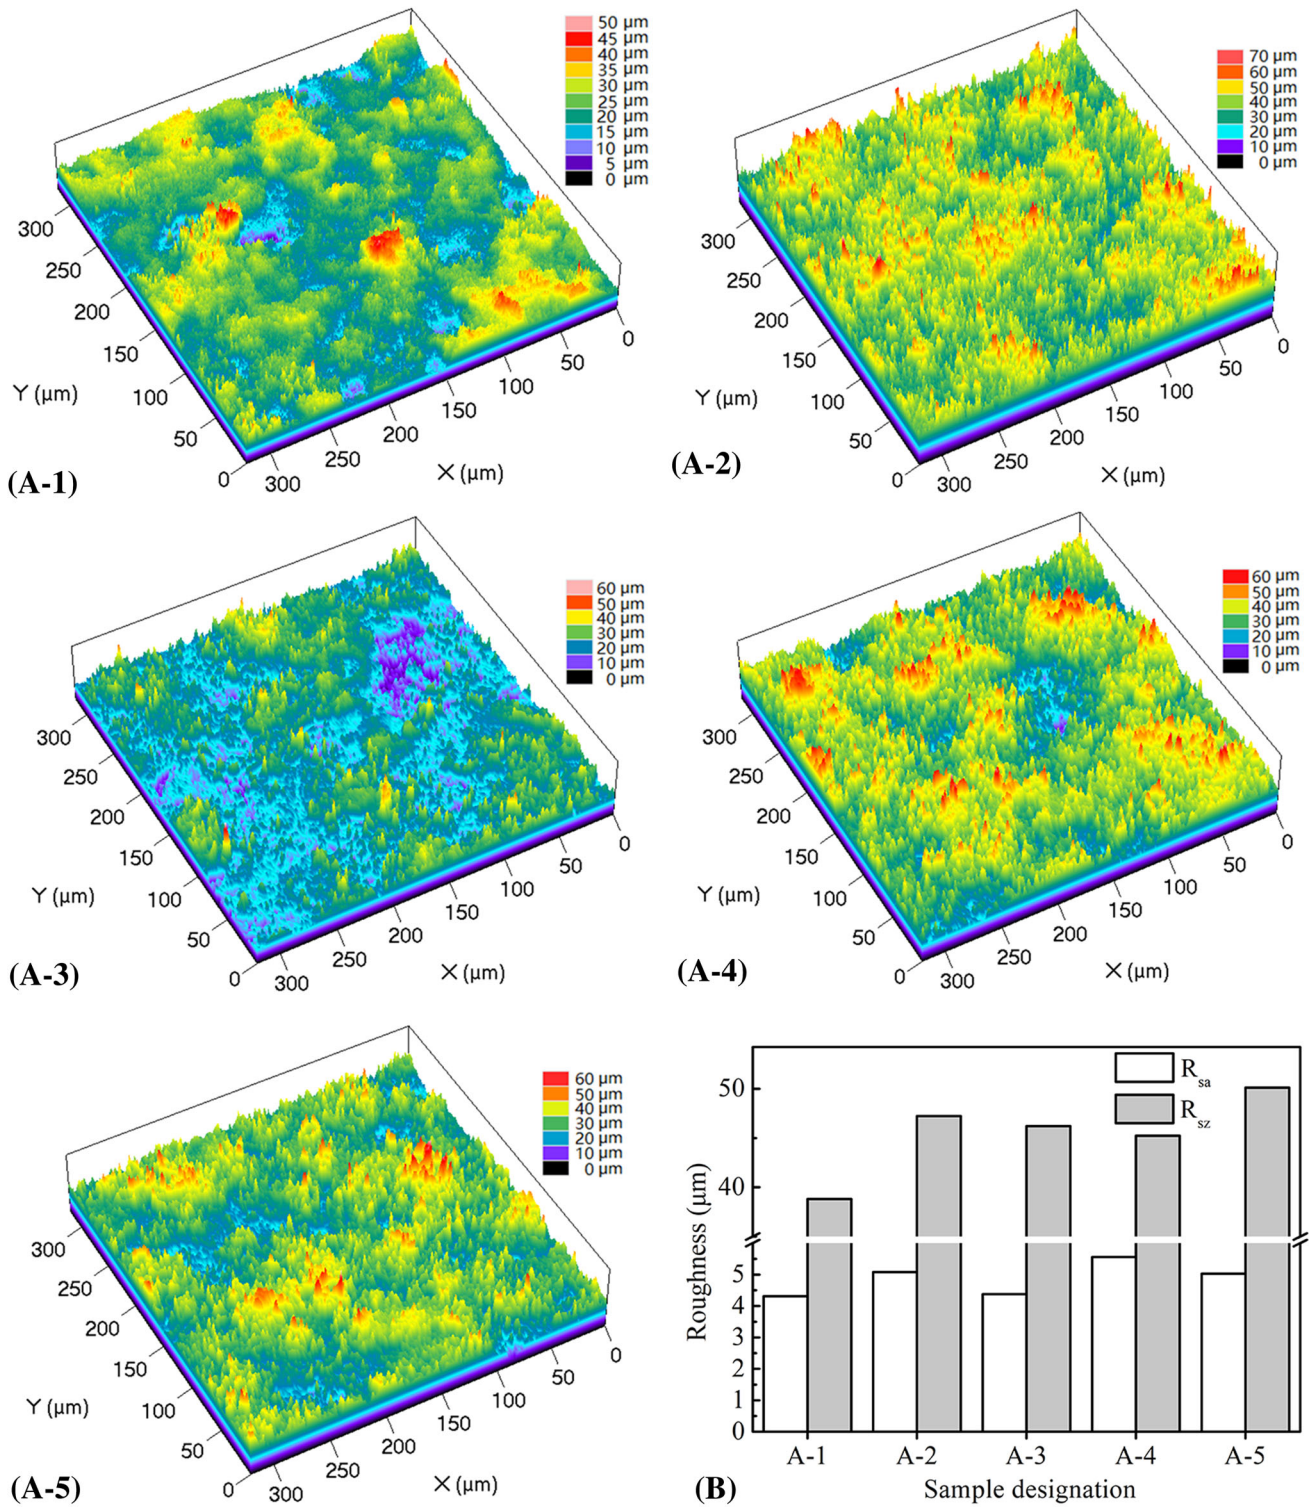 50 µm
45 µm
40 µm
35 µm
30 µm
25 µm
20 µm
15 µm
10 µm
5 µm
0 µm
300
250
200
150
100
50
0
Y (µm)
300
250
200
150
100
50
0
X (µm)
(A-1)
70 µm
60 µm
50 µm
40 µm
30 µm
20 µm
10 µm
0 µm
300
250
200
150
100
50
0
Y (µm)
300
250
200
150
100
50
0
X (µm)
(A-2)
60 µm
50 µm
40 µm
30 µm
20 µm
10 µm
0 µm
300
250
200
150
100
50
0
Y (µm)
300
250
200
150
100
50
0
X (µm)
(A-3)
60 µm
50 µm
40 µm
30 µm
20 µm
10 µm
0 µm
300
250
200
150
100
50
0
Y (µm)
300
250
200
150
100
50
0
X (µm)
(A-4)
60 µm
50 µm
40 µm
30 µm
20 µm
10 µm
0 µm
300
250
200
150
100
50
0
Y (µm)
300
250
200
150
100
50
0
X (µm)
(A-5)
Rsa
Rsz
50
40
5
4
3
2
1
0
Roughness (µm)
A-1 A-2 A-3 A-4 A-5
Sample designation
(B)